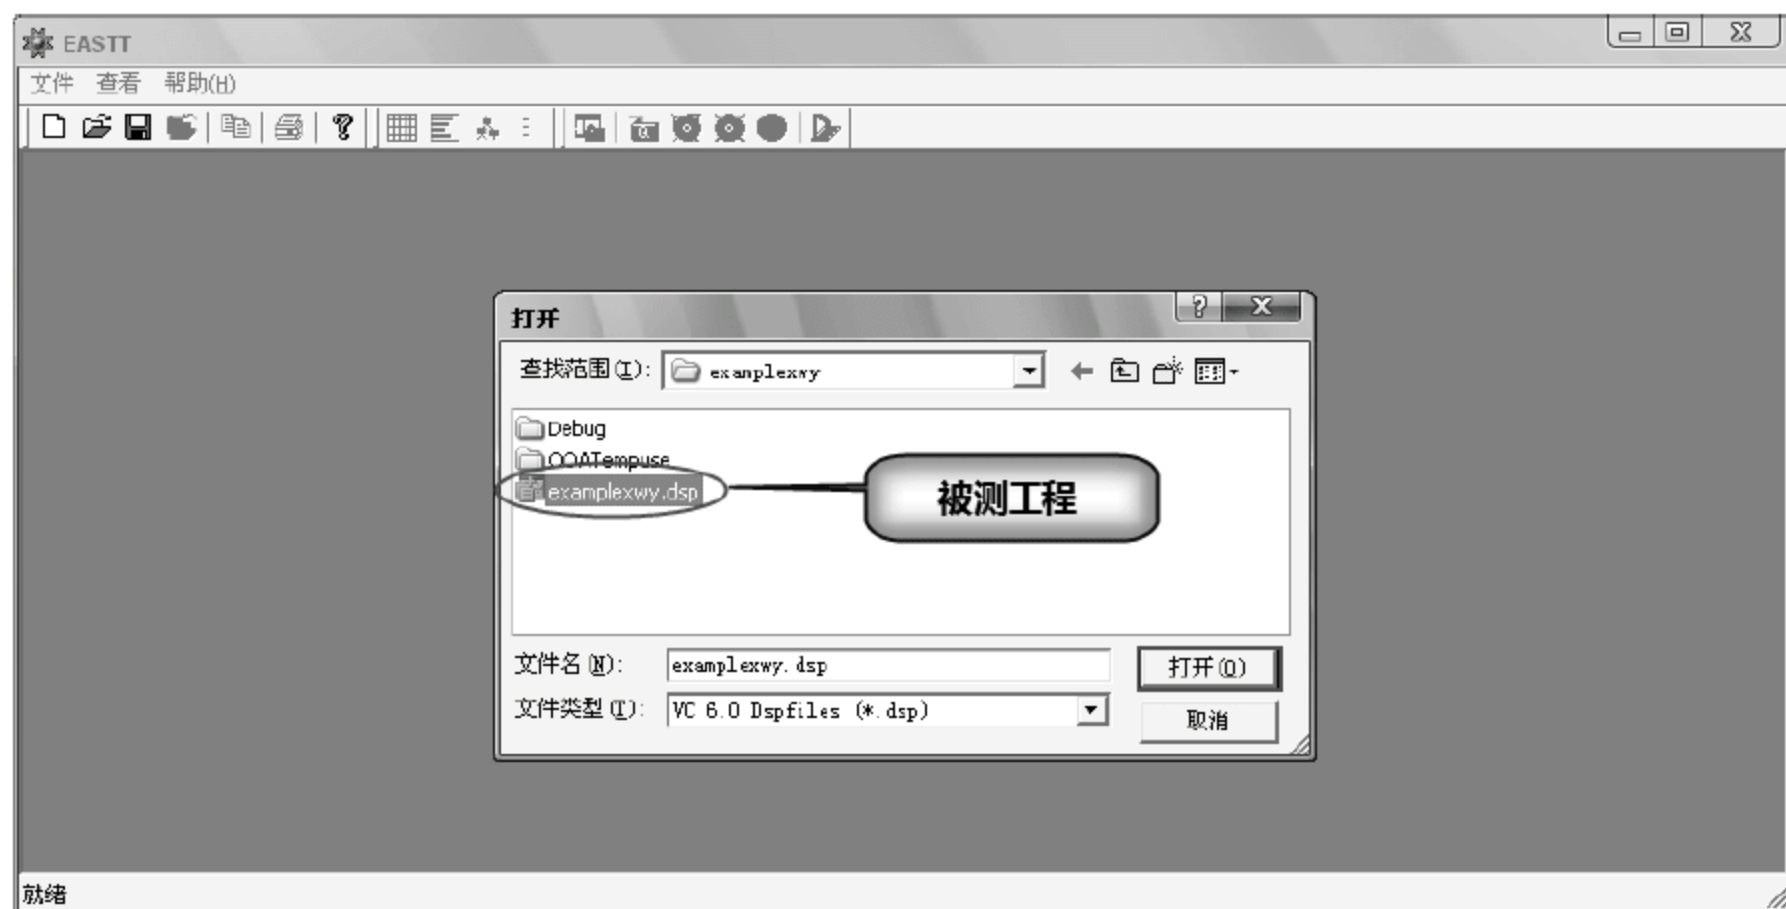 EASTT
文件 查看 帮助(H)
打开
查找范围(I): examplexwy
Debug
OOATempuse
examplexwy.dsp
被测工程
文件名(N): examplexwy.dsp 打开(O)
文件类型(T): VC 6.0 Dspfiles (*.dsp)
取消
就绪